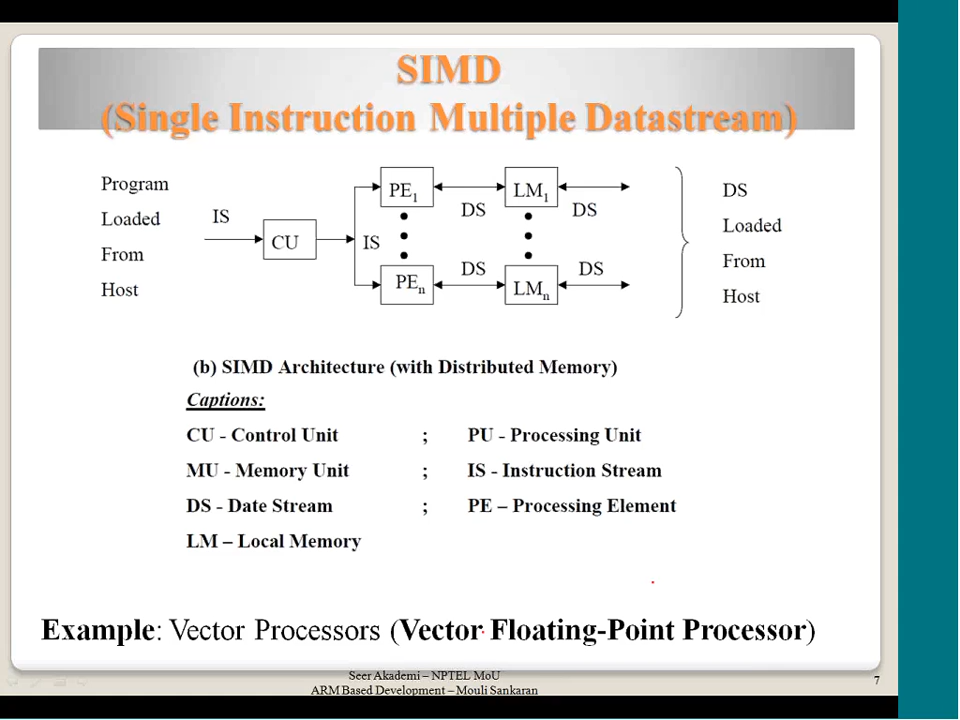 SIMD
(Single Instruction Multiple Datastream)
Program
Loaded
From
Host
IS
CU
IS
PE1
DS
LM1
DS
PEn
DS
LMn
DS
DS
Loaded
From
Host
(b) SIMD Architecture (with Distributed Memory)
Captions:
CU - Control Unit ; PU - Processing Unit
MU - Memory Unit ; IS - Instruction Stream
DS - Date Stream ; PE – Processing Element
LM – Local Memory
Example: Vector Processors (Vector Floating-Point Processor)
Seer Akademi – NPTEL MoU
ARM Based Development – Mouli Sankaran
7